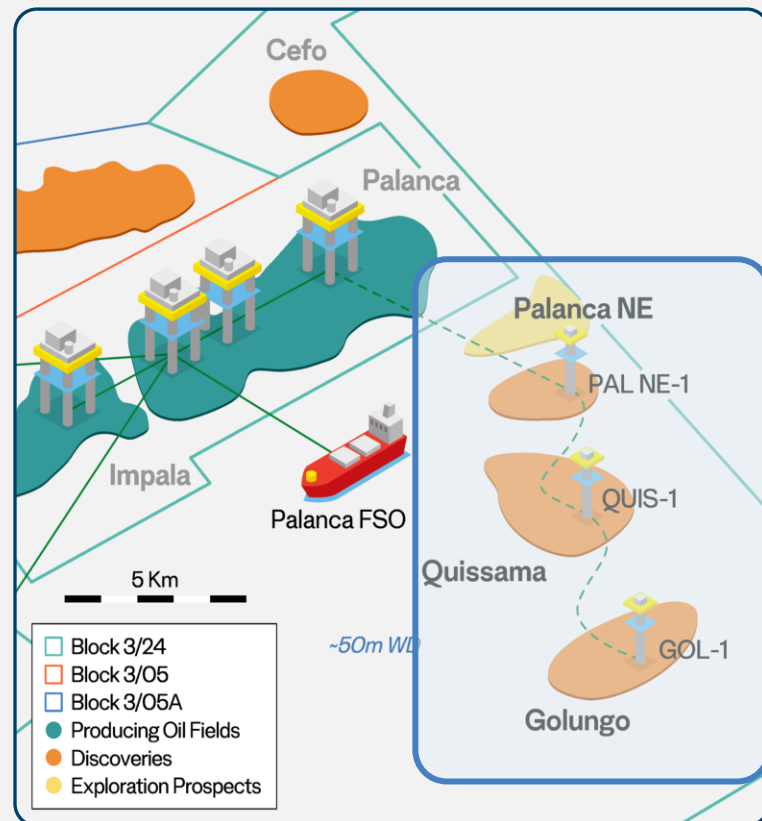 Cefo
Palanca
Palanca NE
PAL NE-1
QUIS-1
Impala
Palanca FSO
Quissama
5 Km
~50m WD
GOL-1
Golungo
Block 3/24
Block 3/05
Block 3/05A
Producing Oil Fields
Discoveries
Exploration Prospects